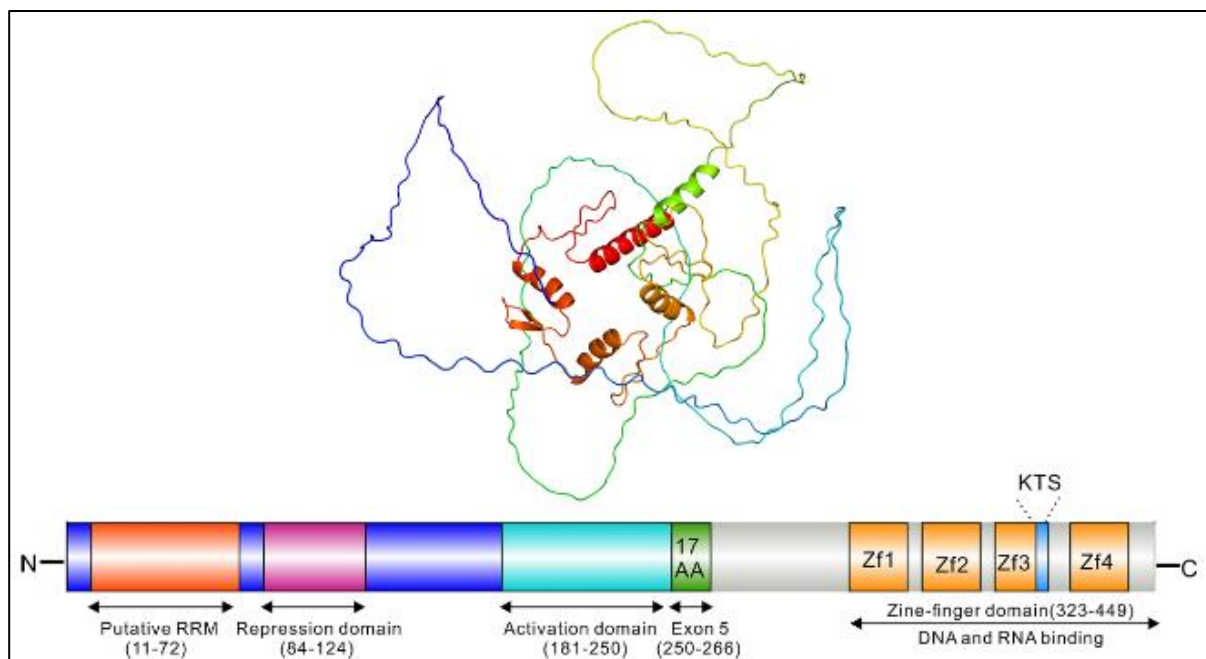 KTS
N
17
AA
Zf1
Zf2
Zf3
Zf4
C
Putative RRM
(11-72)
Repression domain
(84-124)
Activation domain
(181-250)
Exon 5
(250-266)
Zine-finger domain(323-449)
DNA and RNA binding